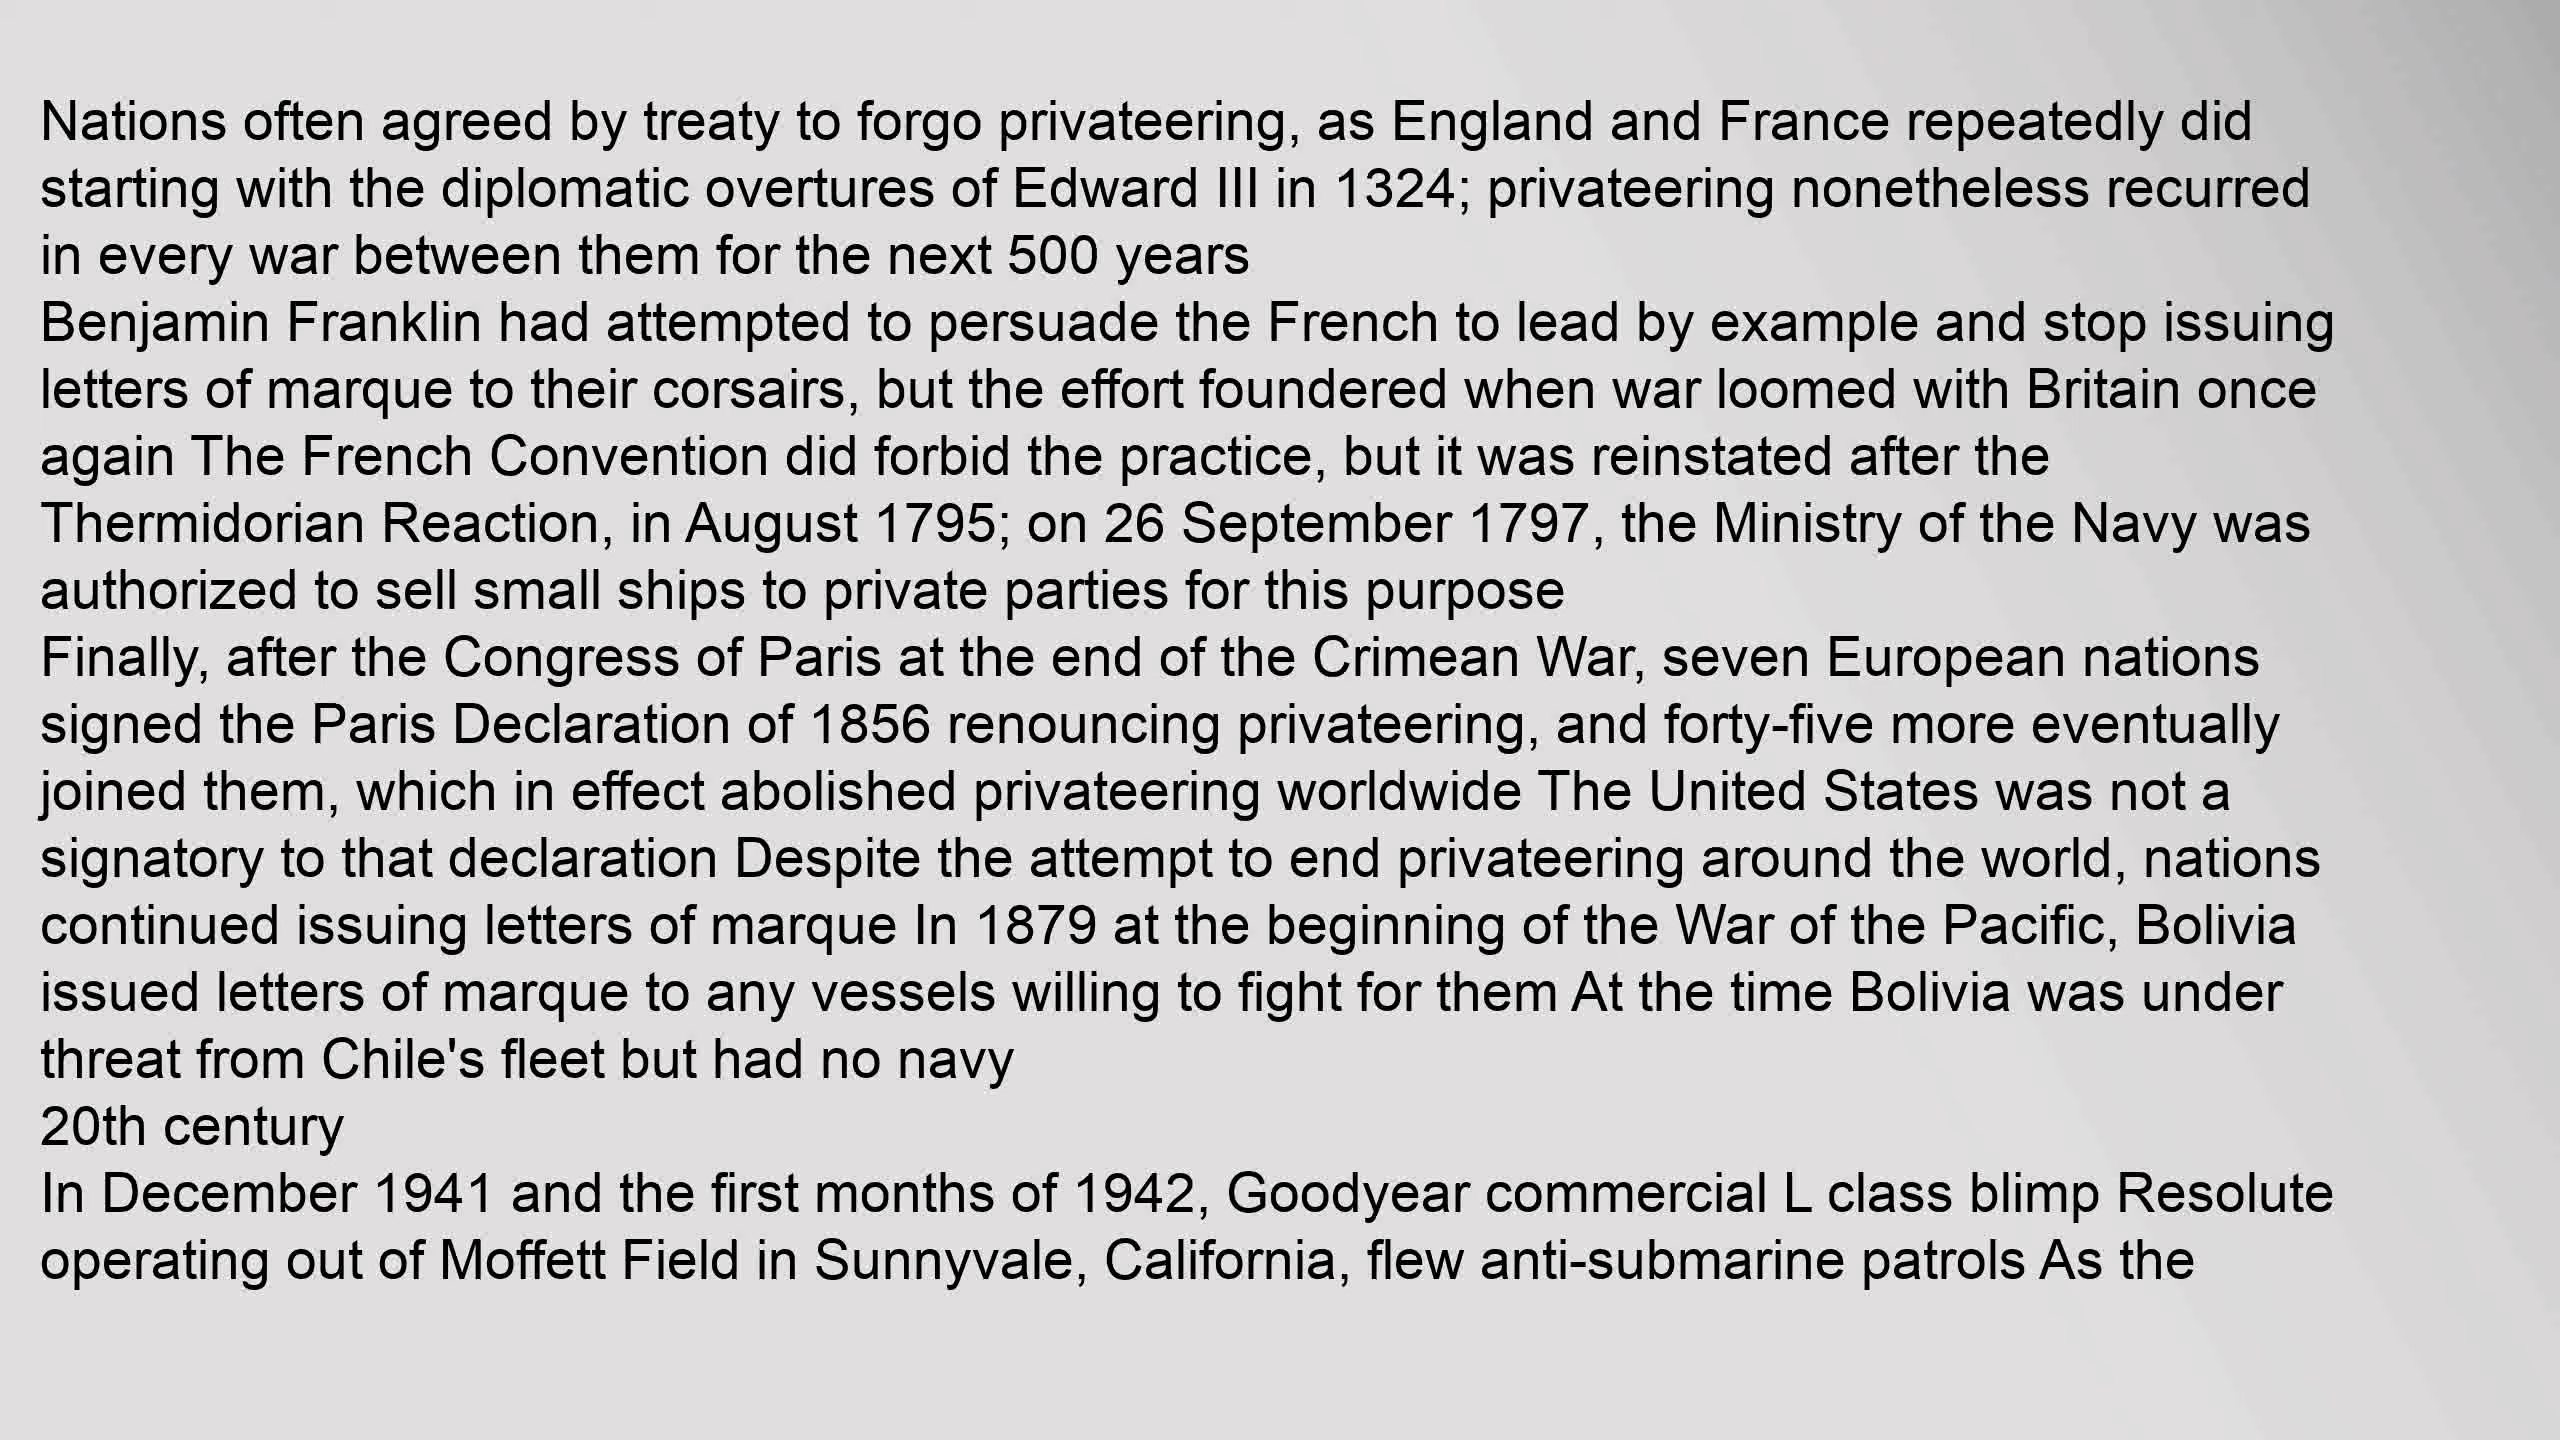 Nations often agreed by treaty to forgo privateering, as England and France repeatedly did
starting with the diplomatic overtures of Edward III in 1324; privateering nonetheless recurred
in every war between them for the next 500 years
Benjamin Franklin had attempted to persuade the French to lead by example and stop issuing
letters of marque to their corsairs, but the effort foundered when war loomed with Britain once
again The French Convention did forbid the practice, but it was reinstated after the
Thermidorian Reaction, in August 1795; on 26 September 1797, the Ministry of the Navy was
authorized to sell small ships to private parties for this purpose
Finally, after the Congress of Paris at the end of the Crimean War, seven European nations
signed the Paris Declaration of 1856 renouncing privateering, and forty-five more eventually
joined them, which in effect abolished privateering worldwide The United States was not a
signatory to that declaration Despite the attempt to end privateering around the world, nations
continued issuing letters of marque In 1879 at the beginning of the War of the Pacific, Bolivia
issued letters of marque to any vessels willing to fight for them At the time Bolivia was under
threat from Chile's fleet but had no navy
20th century
In December 1941 and the first months of 1942, Goodyear commercial L class blimp Resolute
operating out of Moffett Field in Sunnyvale, California, flew anti-submarine patrols As the